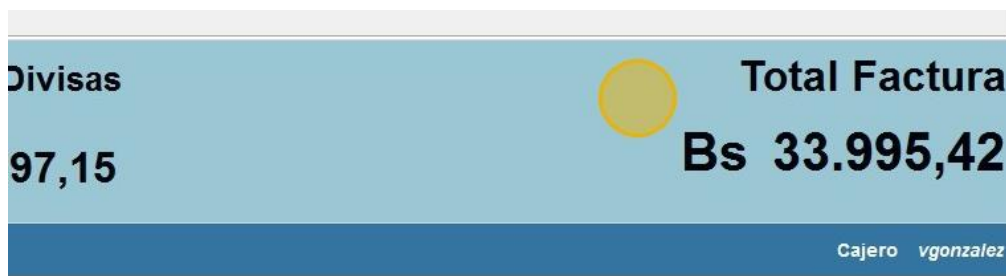 Divisas
97,15
Total Factura
Bs 33.995,42
Cajero vgonzalez